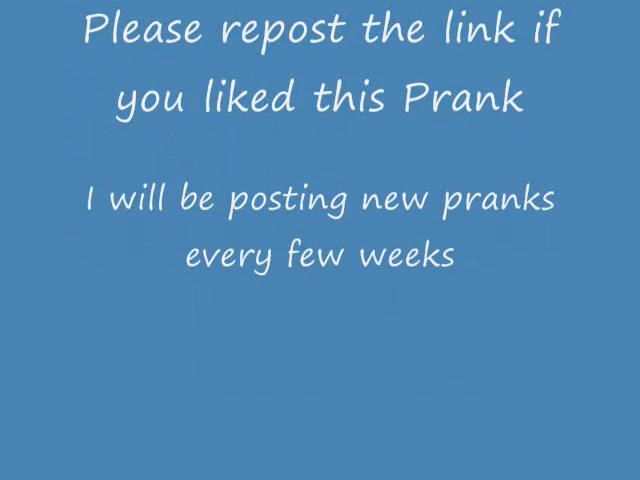 Please repost the link if
you liked this Prank
I will be posting new pranks
every few weeks